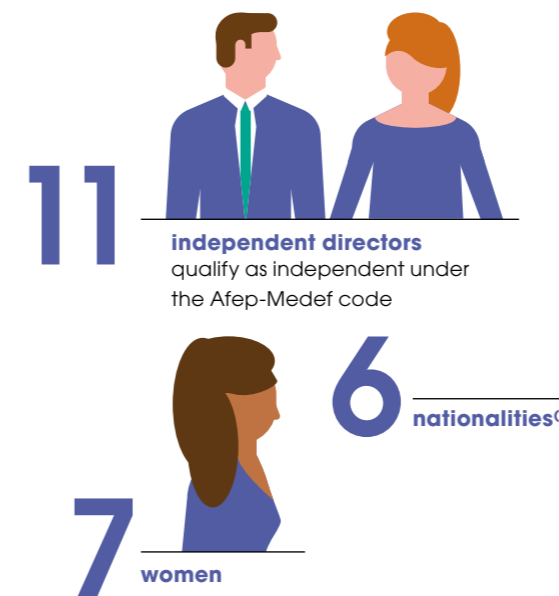 11
independent directors
qualify as independent under
the Afep-Medef code
6
nationalities
7
women